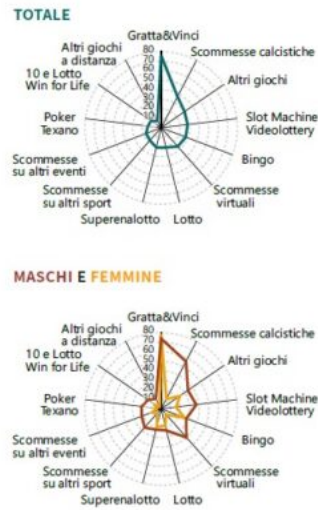 TOTALE
Gratta&Vinci
Altri giochi
a distanza
Scommesse calcistiche
10 e Lotto
Win for Life
Altri giochi
Poker
Texano
Slot Machine
Videolottery
Scommesse
su altri eventi
Bingo
Scommesse
su altri sport
Scommesse
virtuali
Superenalotto
Lotto
80
70
60
50
40
30
20
10
MASCHI E FEMMINE
Gratta&Vinci
Altri giochi
a distanza
Scommesse calcistiche
10 e Lotto
Win for Life
Altri giochi
Poker
Texano
Slot Machine
Videolottery
Scommesse
su altri eventi
Bingo
Scommesse
su altri sport
Scommesse
virtuali
Superenalotto
Lotto
80
70
60
50
40
30
20
10